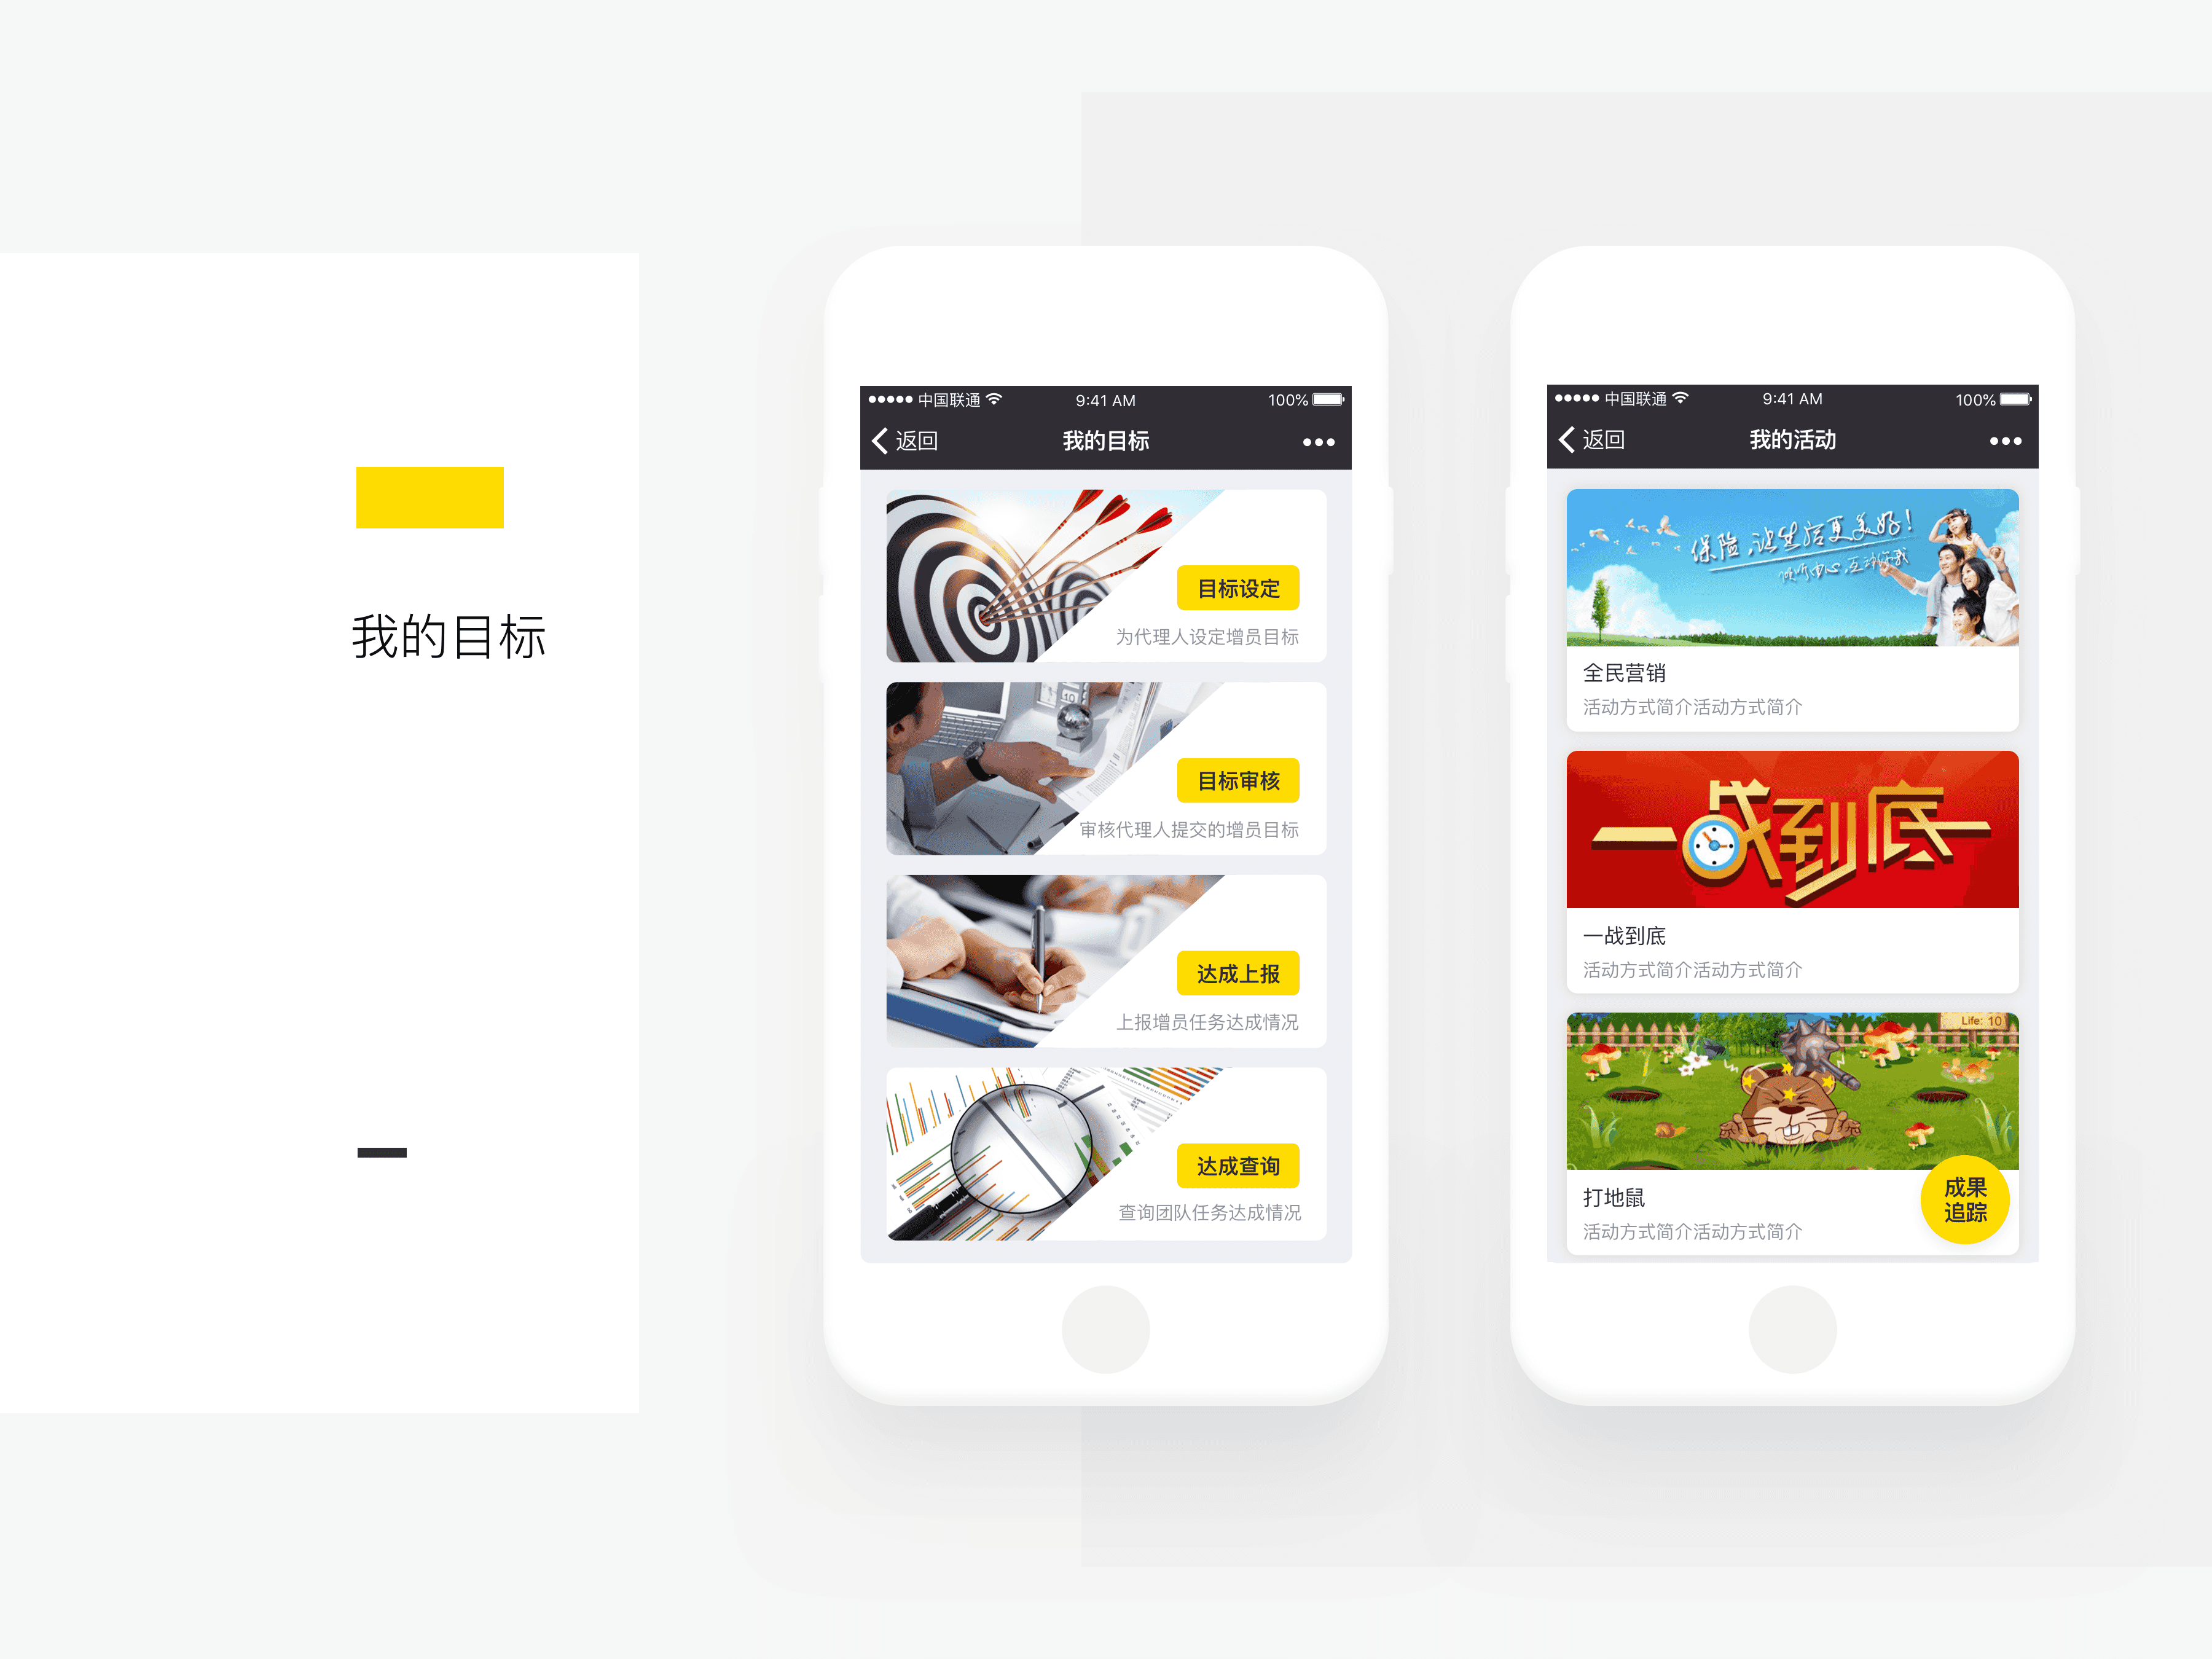 我的目标
中国联通 9:41 AM 100%
返回 我的目标
目标设定
为代理人设定增员目标
目标审核
审核代理人提交的增员目标
达成上报
上报增员任务达成情况
达成查询
查询团队任务达成情况
中国联通 9:41 AM 100%
返回 我的活动
保险,让生活更美好!
倾听由心,互动你我
全民营销
活动方式简介活动方式简介
一战到底
一战到底
活动方式简介活动方式简介
Life: 10
打地鼠
活动方式简介活动方式简介
成果
追踪